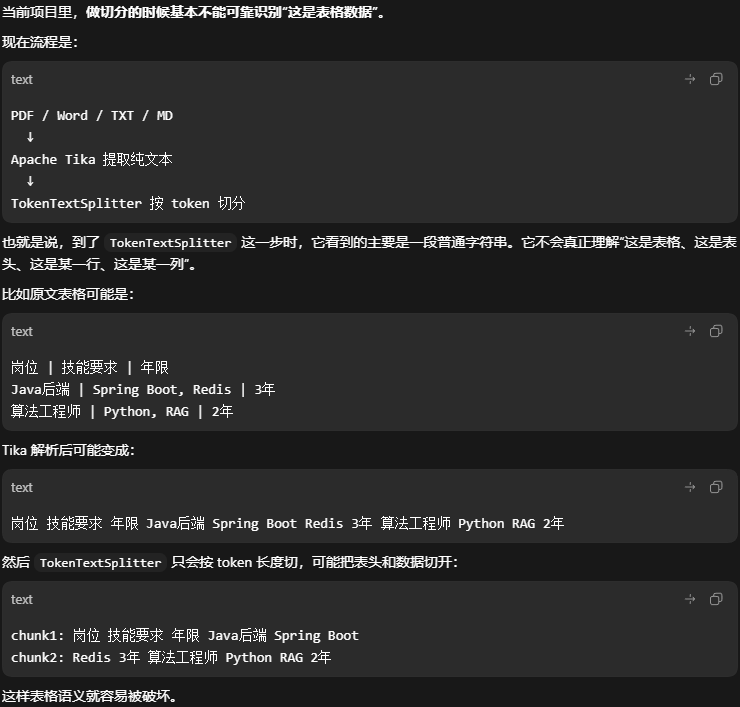 当前项目里，做切分的时候基本不能可靠识别“这是表格数据”。
现在流程是：
text
PDF / Word / TXT / MD
↓
Apache Tika 提取纯文本
↓
TokenTextSplitter 按 token 切分
也就是说，到了 TokenTextSplitter 这一步时，它看到的主要是一段普通字符串。它不会真正理解“这是表格、这是表
头、这是某一行、这是某一列”。
比如原文表格可能是：
text
岗位 | 技能要求 | 年限
Java后端 | Spring Boot, Redis | 3年
算法工程师 | Python, RAG | 2年
Tika 解析后可能变成：
text
岗位 技能要求 年限 Java后端 Spring Boot Redis 3年 算法工程师 Python RAG 2年
然后 TokenTextSplitter 只会按 token 长度切，可能把表头和数据切开：
text
chunk1: 岗位 技能要求 年限 Java后端 Spring Boot
chunk2: Redis 3年 算法工程师 Python RAG 2年
这样表格语义就容易被破坏。